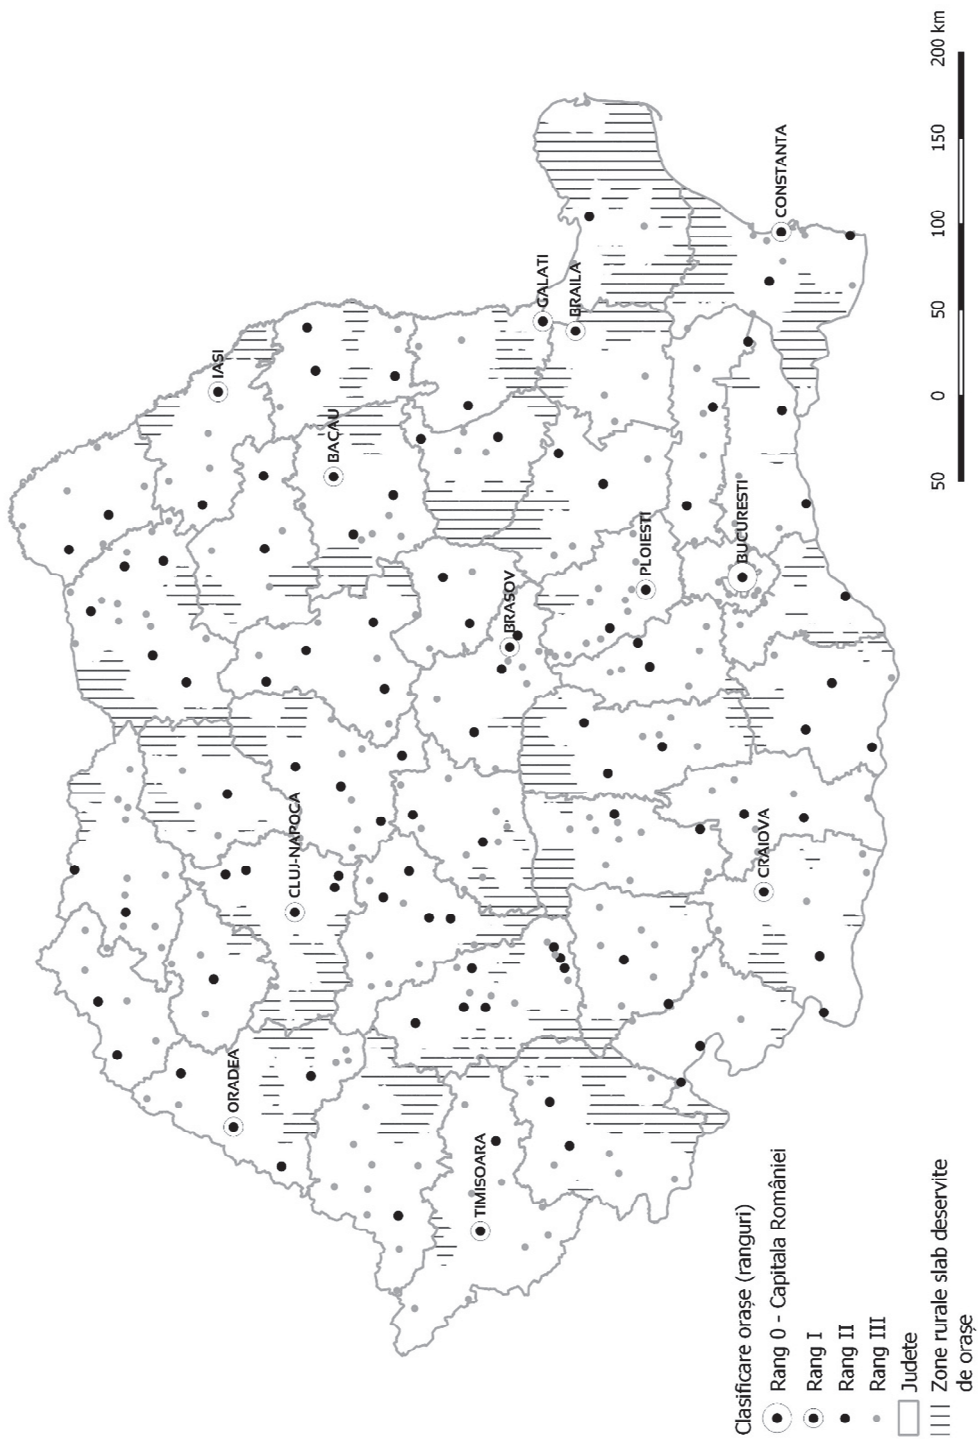 IASI
ORADEA
CLUJ-NAPOCA
BACAU
TIMISOARA
BRASOV
GALATI
BRAILA
PLOIESTI
CRAIOVA
BUCURESTI
CONSTANTA
Clasificare orașe (ranguri)
Rang 0 - Capitala României
Rang I
Rang II
Rang III
Judete
Zone rurale slab deservite
de orașe
50 0 50 100 150 200 km